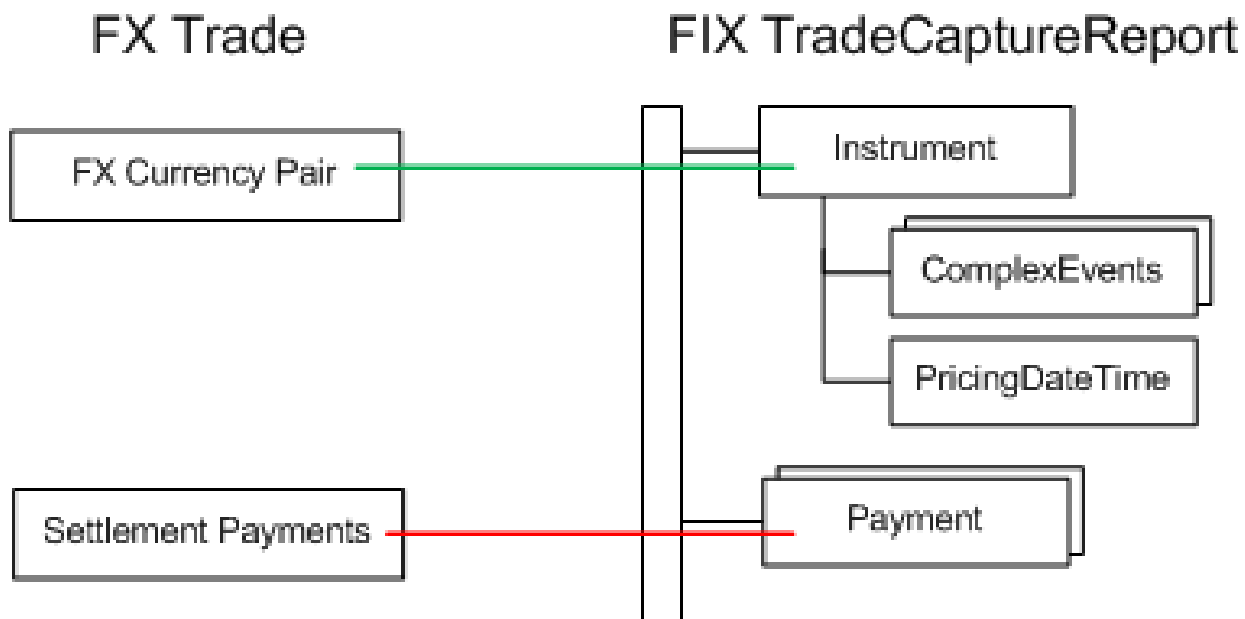 FX Trade
FIX TradeCaptureReport
FX Currency Pair
Instrument
ComplexEvents
PricingDateTime
Settlement Payments
Payment